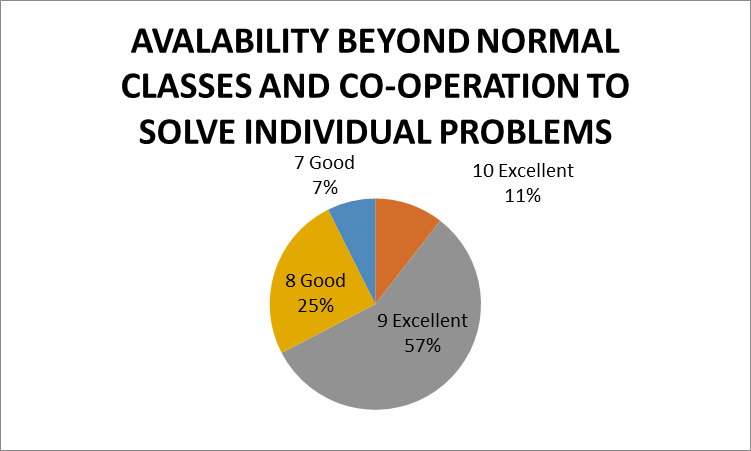 AVALABILITY BEYOND NORMAL
CLASSES AND CO-OPERATION TO
SOLVE INDIVIDUAL PROBLEMS
7 Good
7%
10 Excellent
11%
8 Good
25%
9 Excellent
57%